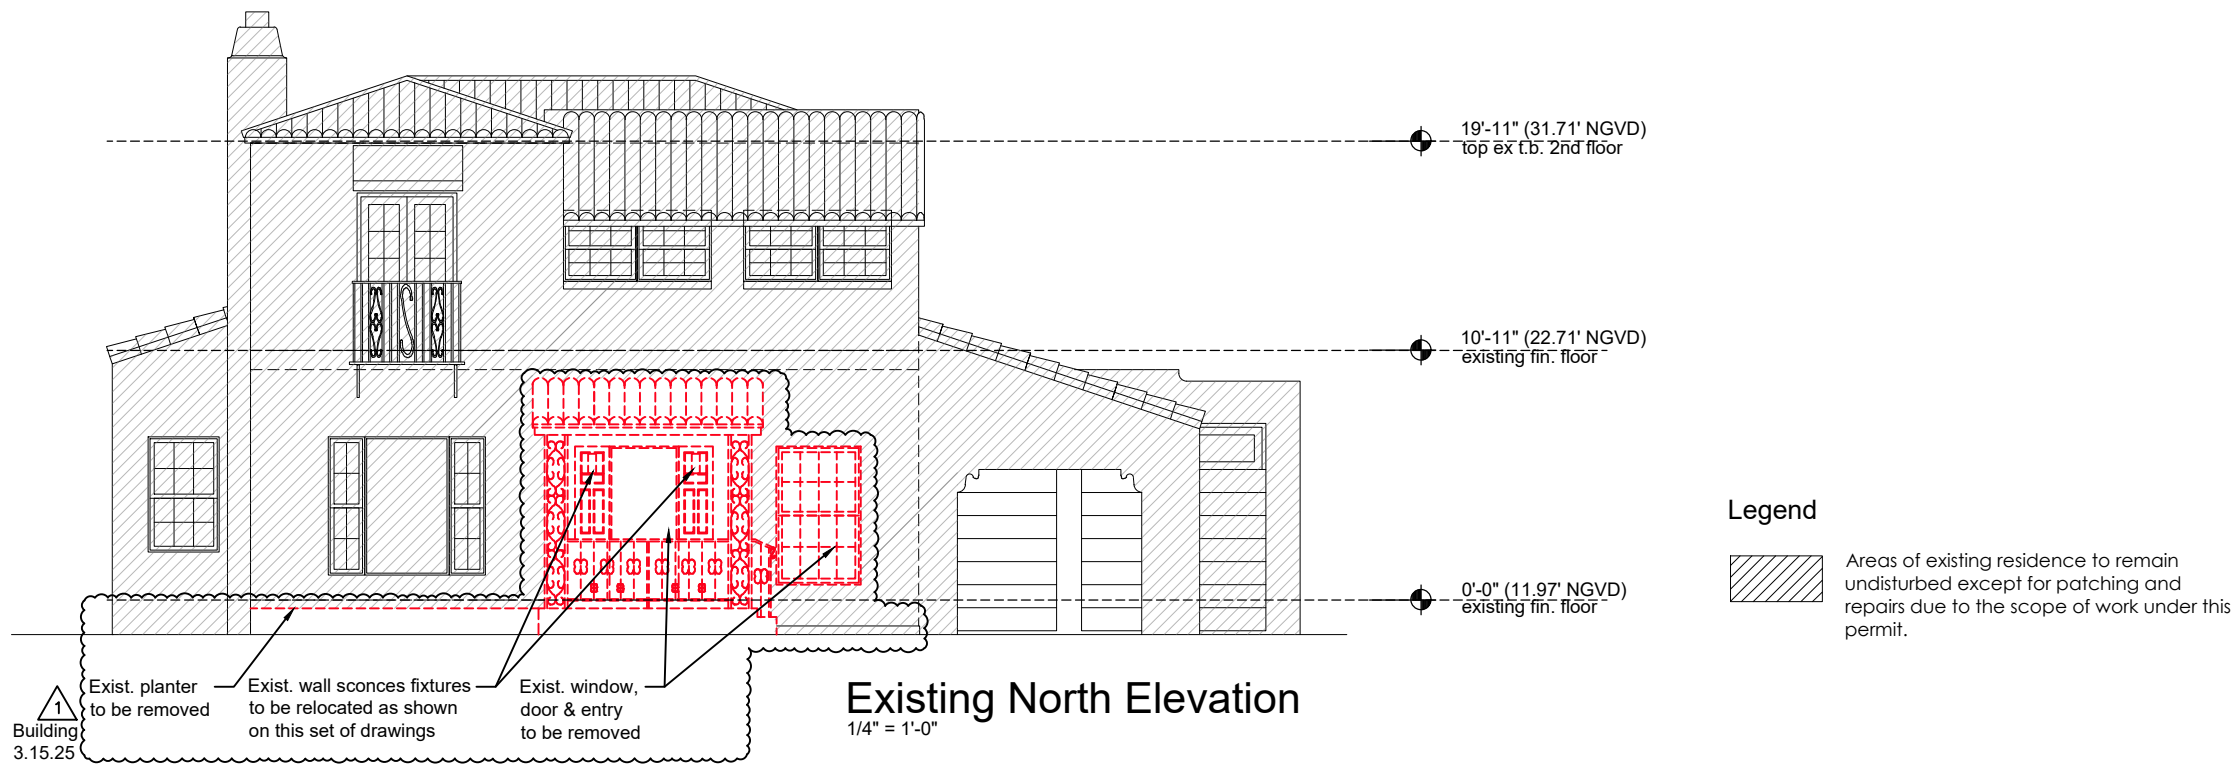 19'-11" (31.71' NGVD)
top ex t.b. 2nd floor
10'-11" (22.71' NGVD)
existing fin. floor
0'-0" (11.97' NGVD)
existing fin. floor
Legend
Areas of existing residence to remain
undisturbed except for patching and
repairs due to the scope of work under this
permit.
1
Building
3.15.25
Exist. planter
to be removed
Exist. wall sconces fixtures
to be relocated as shown
on this set of drawings
Exist. window,
door & entry
to be removed
Existing North Elevation
1/4" = 1'-0"